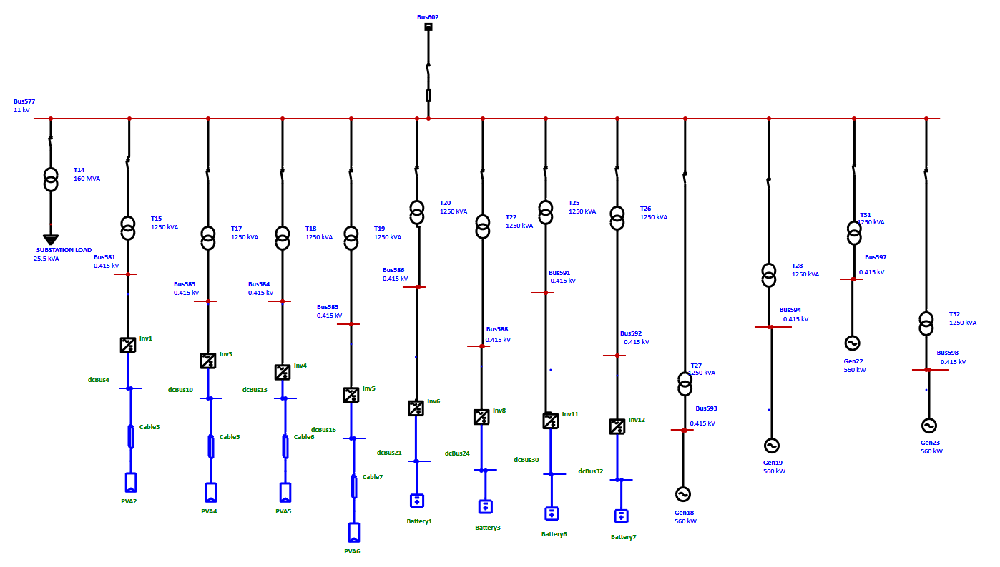 Bus602
Bus577
11 kV
T14
160 MVA
SUBSTATION LOAD
25.5 kVA
T15
1250 kVA
Bus581
0.415 kV
Inv1
dcBus4
Cable3
PVA2
T17
1250 kVA
Bus583
0.415 kV
Inv3
dcBus10
Cable5
PVA4
T18
1250 kVA
Bus584
0.415 kV
Inv4
dcBus13
Cable6
PVA5
T19
1250 kVA
Bus585
0.415 kV
Inv5
dcBus16
Cable7
PVA6
T20
1250 kVA
Bus586
0.415 kV
Inv6
dcBus21
Battery1
T22
1250 kVA
Bus588
0.415 kV
Inv8
dcBus24
Battery3
T25
1250 kVA
Bus591
0.415 kV
Inv11
dcBus30
Battery6
T26
1250 kVA
Bus592
0.415 kV
Inv12
dcBus32
Battery7
T27
1250 kVA
Bus593
0.415 kV
Gen18
560 kW
T28
1250 kVA
Bus594
0.415 kV
Gen19
560 kW
T31
1250 kVA
Bus597
0.415 kV
Gen22
560 kW
T32
1250 kVA
Bus598
0.415 kV
Gen23
560 kW